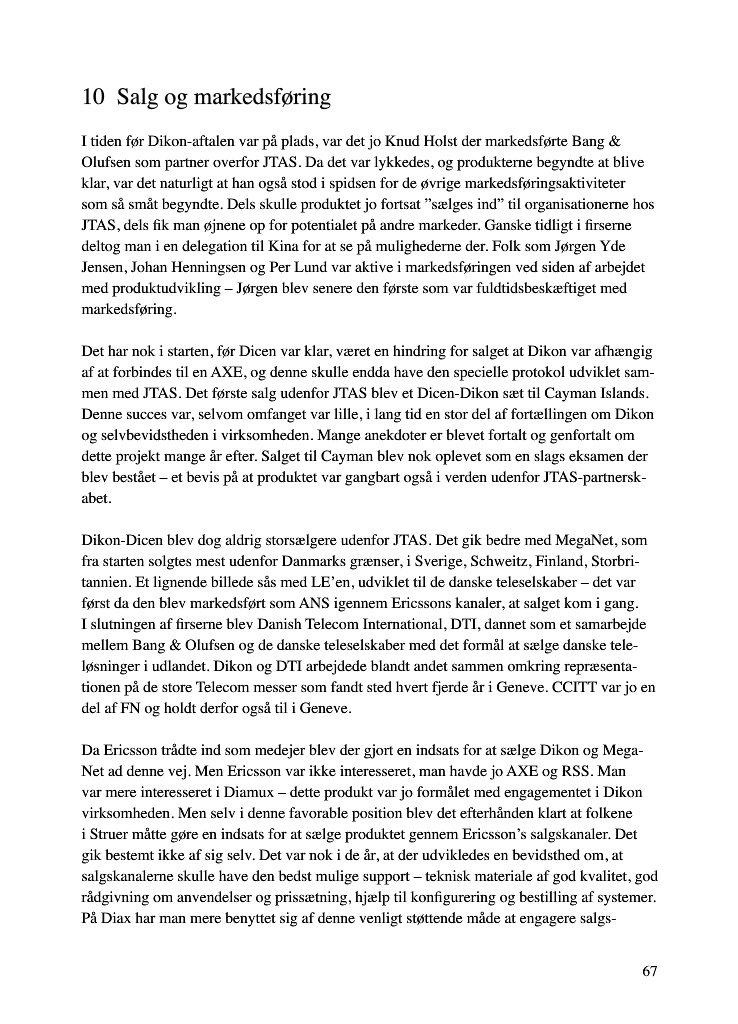 10 Salg og markedsføring
I tiden før Dikon-aftalen var på plads, var det jo Knud Holst der markedsførte Bang &
Olufsen som partner overfor JTAS. Da det var lykkedes, og produkterne begyndte at blive
klar, var det naturligt at han også stod i spidsen for de øvrige markedsføringsaktiviteter
som så småt begyndte. Dels skulle produktet jo fortsat ”sælges ind” til organisationerne hos
JTAS, dels fik man øjnene op for potentialet på andre markeder. Ganske tidligt i firserne
deltog man i en delegation til Kina for at se på mulighederne der. Folk som Jørgen Yde
Jensen, Johan Henningsen og Per Lund var aktive i markedsføringen ved siden af arbejdet
med produktudvikling – Jørgen blev senere den første som var fuldtidsbeskæftiget med
markedsføring.
Det har nok i starten, før Dicen var klar, været en hindring for salget at Dikon var afhængig
af at forbindes til en AXE, og denne skulle endda have den specielle protokol udviklet sam-
men med JTAS. Det første salg udenfor JTAS blev et Dicen-Dikon sæt til Cayman Islands.
Denne succes var, selvom omfanget var lille, i lang tid en stor del af fortællingen om Dikon
og selvbevidstheden i virksomheden. Mange anekdoter er blevet fortalt og genfortalt om
dette projekt mange år efter. Salget til Cayman blev nok oplevet som en slags eksamen der
blev bestået – et bevis på at produktet var gangbart også i verden udenfor JTAS-partnersk-
abet.
Dikon-Dicen blev dog aldrig storsælgere udenfor JTAS. Det gik bedre med MegaNet, som
fra starten solgtes mest udenfor Danmarks grænser, i Sverige, Schweitz, Finland, Storbri-
tannien. Et lignende billede sås med LE’en, udviklet til de danske teleselskaber – det var
først da den blev markedsført som ANS igennem Ericssons kanaler, at salget kom i gang.
I slutningen af firserne blev Danish Telecom International, DTI, dannet som et samarbejde
mellem Bang & Olufsen og de danske teleselskaber med det formål at sælge danske tele-
løsninger i udlandet. Dikon og DTI arbejdede blandt andet sammen omkring repræsenta-
tionen på de store Telecom messer som fandt sted hvert fjerde år i Geneve. CCITT var jo en
del af FN og holdt derfor også til i Geneve.
Da Ericsson trådte ind som medejer blev der gjort en indsats for at sælge Dikon og Mega-
Net ad denne vej. Men Ericsson var ikke interesseret, man havde jo AXE og RSS. Man
var mere interesseret i Diamux – dette produkt var jo formålet med engagementet i Dikon
virksomheden. Men selv i denne favorable position blev det efterhånden klart at folkene
i Struer måtte gøre en indsats for at sælge produktet gennem Ericsson’s salgskanaler. Det
gik bestemt ikke af sig selv. Det var nok i de år, at der udvikledes en bevidsthed om, at
salgskanalerne skulle have den bedst mulige support – teknisk materiale af god kvalitet, god
rådgivning om anvendelser og prissætning, hjælp til konfigurering og bestilling af systemer.
På Diax har man mere benyttet sig af denne venligt støttende måde at engagere salgs-
67